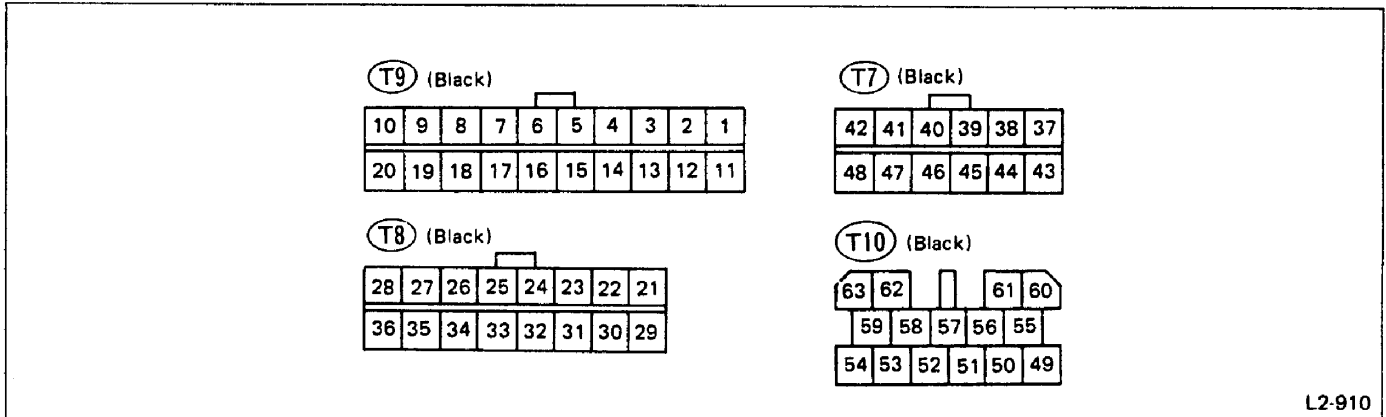 T9 (Black)
10 9 8 7 6 5 4 3 2 1
20 19 18 17 16 15 14 13 12 11
T8 (Black)
28 27 26 25 24 23 22 21
36 35 34 33 32 31 30 29
T7 (Black)
42 41 40 39 38 37
48 47 46 45 44 43
T10 (Black)
63 62 61 60
59 58 57 56 55
54 53 52 51 50 49
L2-910